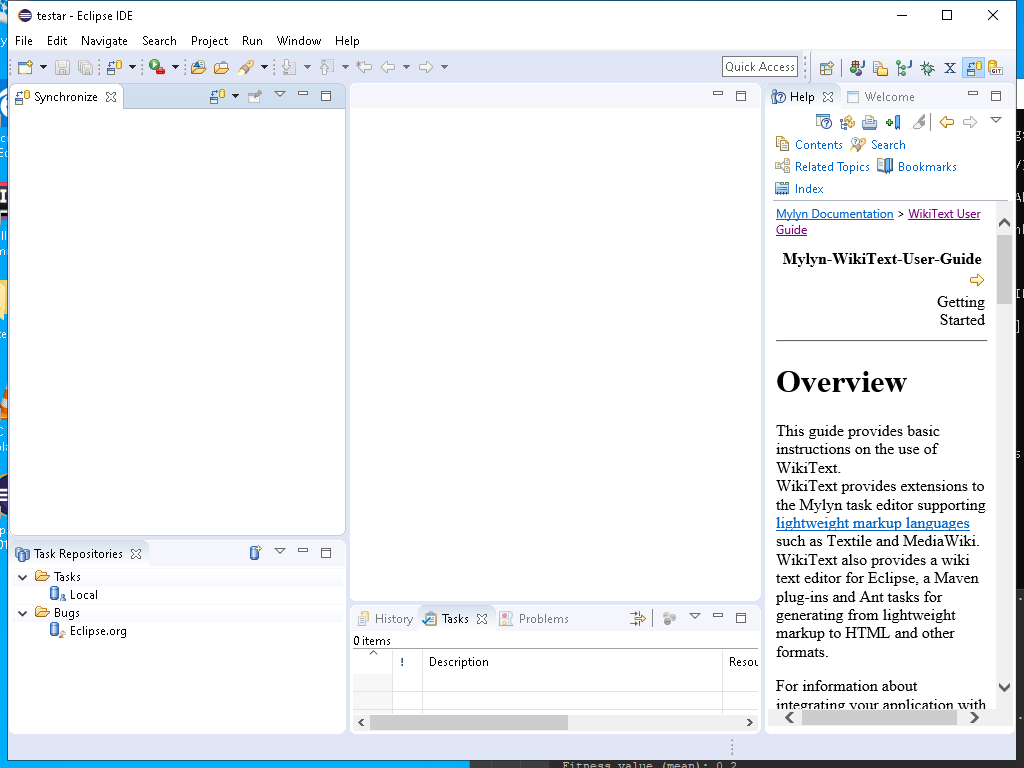 testar - Eclipse IDE
File Edit Navigate Search Project Run Window Help
Quick Access
Synchronize
Help Welcome
Contents Search
Related Topics Bookmarks
Index
Mylyn Documentation > WikiText User
Guide
Mylyn-WikiText-User-Guide
Getting
Started
Overview
This guide provides basic
instructions on the use of
WikiText.
WikiText provides extensions to
the Mylyn task editor supporting
lightweight markup languages
such as Textile and MediaWiki.
WikiText also provides a wiki
text editor for Eclipse, a Maven
plug-ins and Ant tasks for
generating from lightweight
markup to HTML and other
formats.
For information about
integrating your application with
Task Repositories
Tasks
Local
Bugs
Eclipse.org
History Tasks Problems
0 items
! Description Resou
Fitness value (mean): 0.2